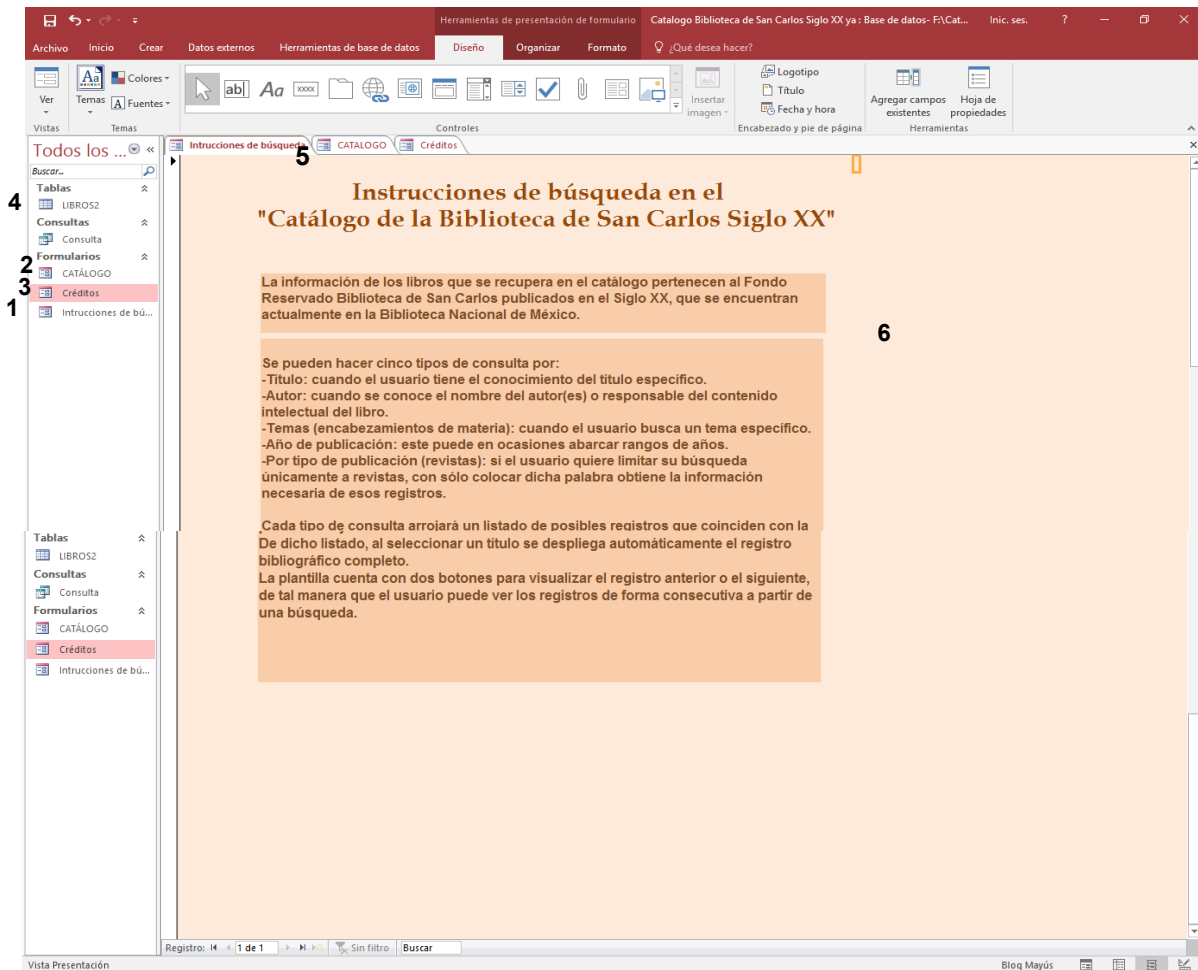 Herramientas de presentación de formulario
Catalogo Biblioteca de San Carlos Siglo XX ya : Base de datos- F:\Cat...
Inic. ses.
?
Archivo
Inicio
Crear
Datos externos
Herramientas de base de datos
Diseño
Organizar
Formato
¿Qué desea hacer?
Ver
Vistas
Aa
Temas
Colores
A Fuentes
Temas
ab|
Aa
xxxx
Controles
Insertar
imagen
Logotipo
Título
Fecha y hora
Encabezado y pie de página
Agregar campos
existentes
Hoja de
propiedades
Herramientas
Todos los ...
Buscar...
Tablas
4
LIBROS2
Consultas
Consulta
Formularios
2
CATÁLOGO
3
Créditos
1
Intrucciones de bú...
Intrucciones de búsqueda
5
CATALOGO
Créditos
Instrucciones de búsqueda en el
"Catálogo de la Biblioteca de San Carlos Siglo XX"
La información de los libros que se recupera en el catálogo pertenecen al Fondo
Reservado Biblioteca de San Carlos publicados en el Siglo XX, que se encuentran
actualmente en la Biblioteca Nacional de México.
6
Se pueden hacer cinco tipos de consulta por:
-Título: cuando el usuario tiene el conocimiento del título específico.
-Autor: cuando se conoce el nombre del autor(es) o responsable del contenido
intelectual del libro.
-Temas (encabezamientos de materia): cuando el usuario busca un tema específico.
-Año de publicación: este puede en ocasiones abarcar rangos de años.
-Por tipo de publicación (revistas): si el usuario quiere limitar su búsqueda
únicamente a revistas, con sólo colocar dicha palabra obtiene la información
necesaria de esos registros.
Cada tipo de consulta arrojará un listado de posibles registros que coinciden con la
De dicho listado, al seleccionar un título se despliega automáticamente el registro
bibliográfico completo.
La plantilla cuenta con dos botones para visualizar el registro anterior o el siguiente,
de tal manera que el usuario puede ver los registros de forma consecutiva a partir de
una búsqueda.
Tablas
LIBROS2
Consultas
Consulta
Formularios
CATÁLOGO
Créditos
Intrucciones de bú...
Registro:
1 de 1
Sin filtro
Buscar
Vista Presentación
Bloq Mayús